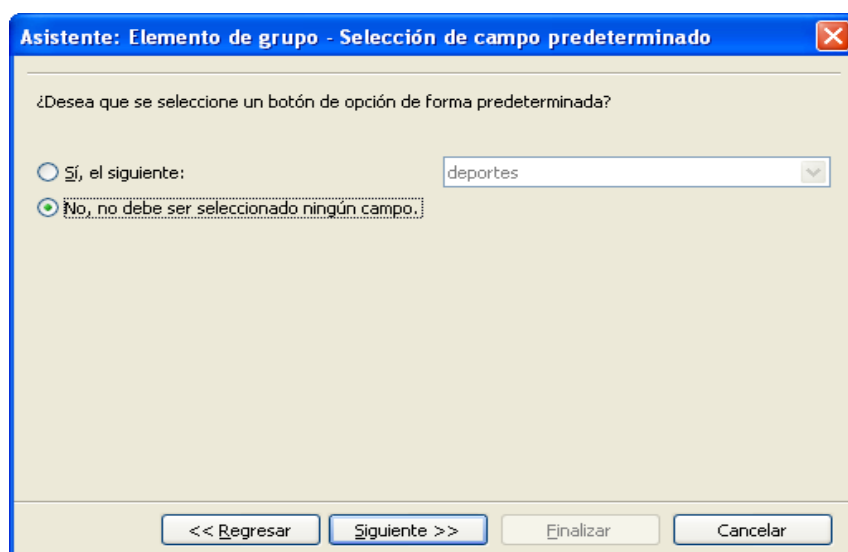 Asistente: Elemento de grupo - Selección de campo predeterminado
¿Desea que se seleccione un botón de opción de forma predeterminada?
Sí, el siguiente: deportes
No, no debe ser seleccionado ningún campo.
<< Regresar Siguiente >> Finalizar Cancelar